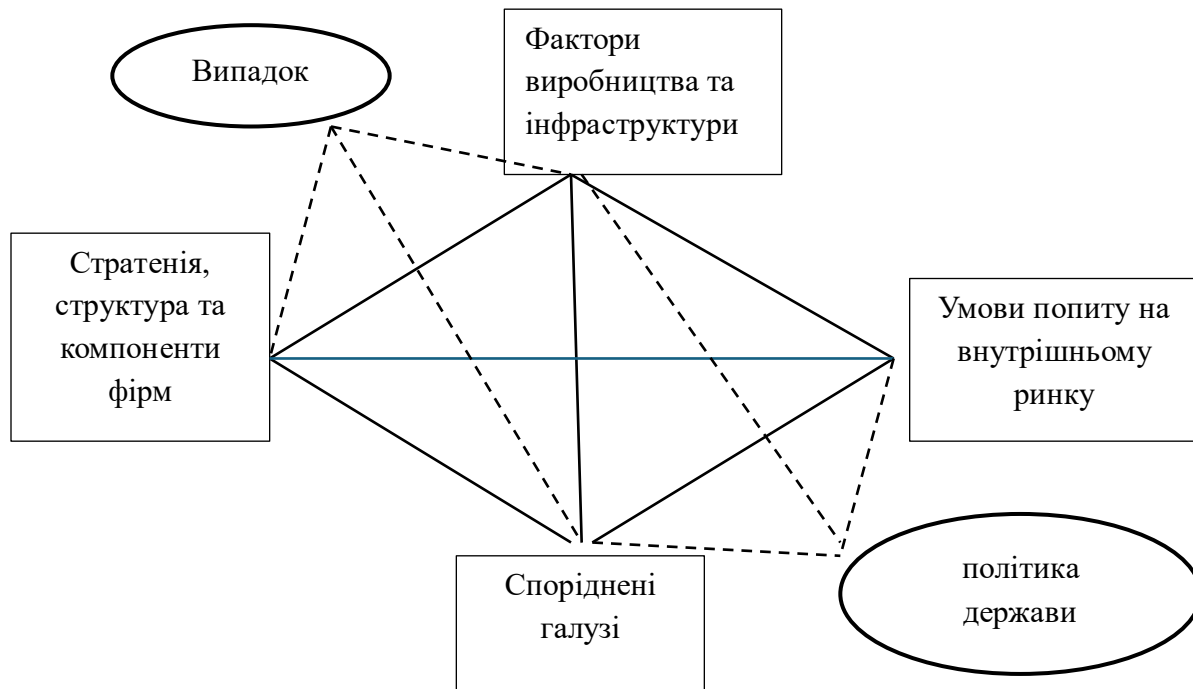 Випадок
Фактори
виробництва та
інфраструктури
Стратенія,
структура та
компоненти
фірм
Умови попиту на
внутрішньому
ринку
Споріднені
галузі
політика
держави